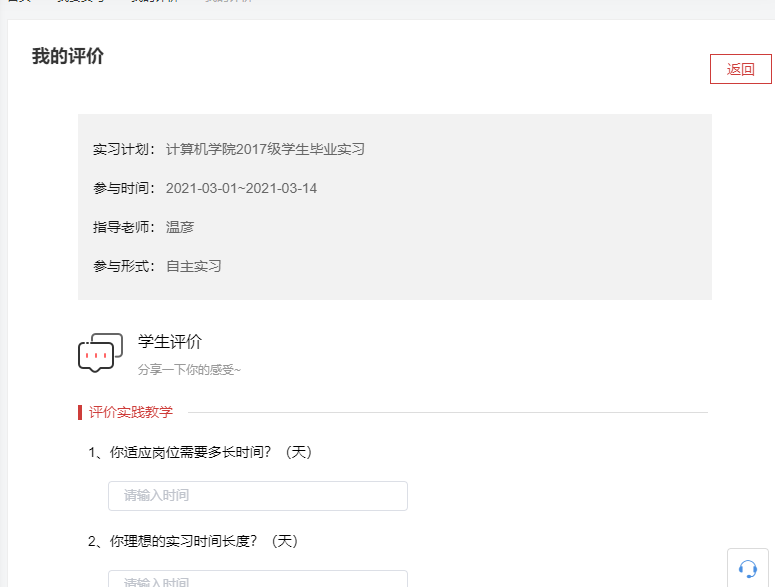 我的评价
返回
实习计划： 计算机学院2017级学生毕业实习
参与时间： 2021-03-01~2021-03-14
指导老师： 温彦
参与形式： 自主实习
学生评价
分享一下你的感受~
评价实践教学
1、你适应岗位需要多长时间？（天）
请输入时间
2、你理想的实习时间长度？（天）
请输入时间